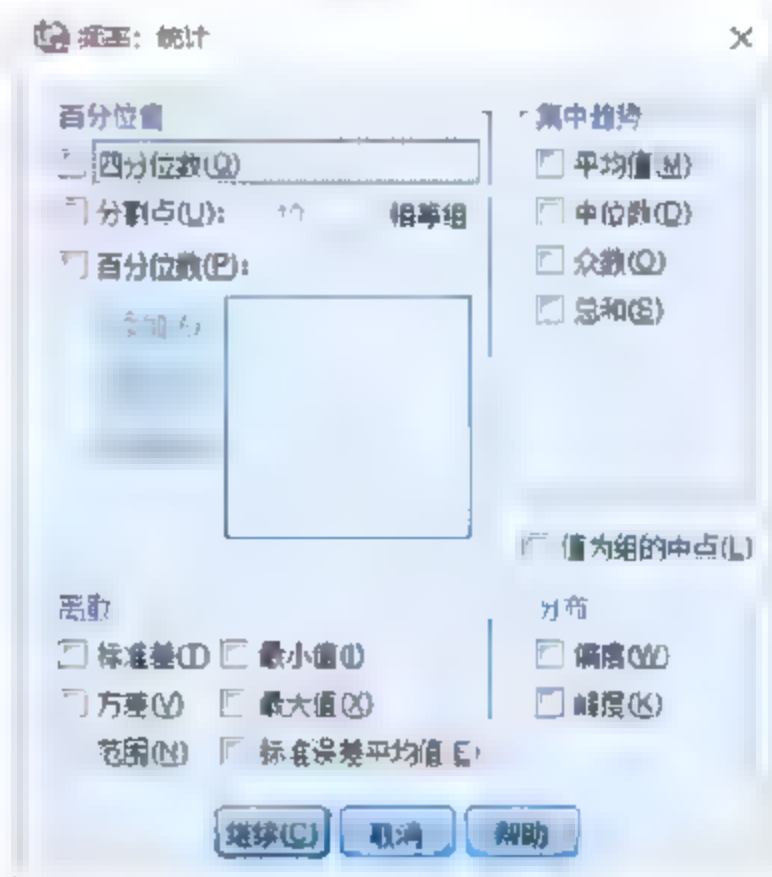 频率: 统计
百分位值
四分位数(Q)
分割点(U): 相等组
百分位数(P):
集中趋势
平均值(M)
中位数(D)
众数(O)
总和(S)
值为组的中点(L)
离散
标准差(T) 最小值(I)
方差(V) 最大值(X)
范围(N) 标准误差平均值(E)
分布
偏度(W)
峰度(K)
继续(C) 取消 帮助